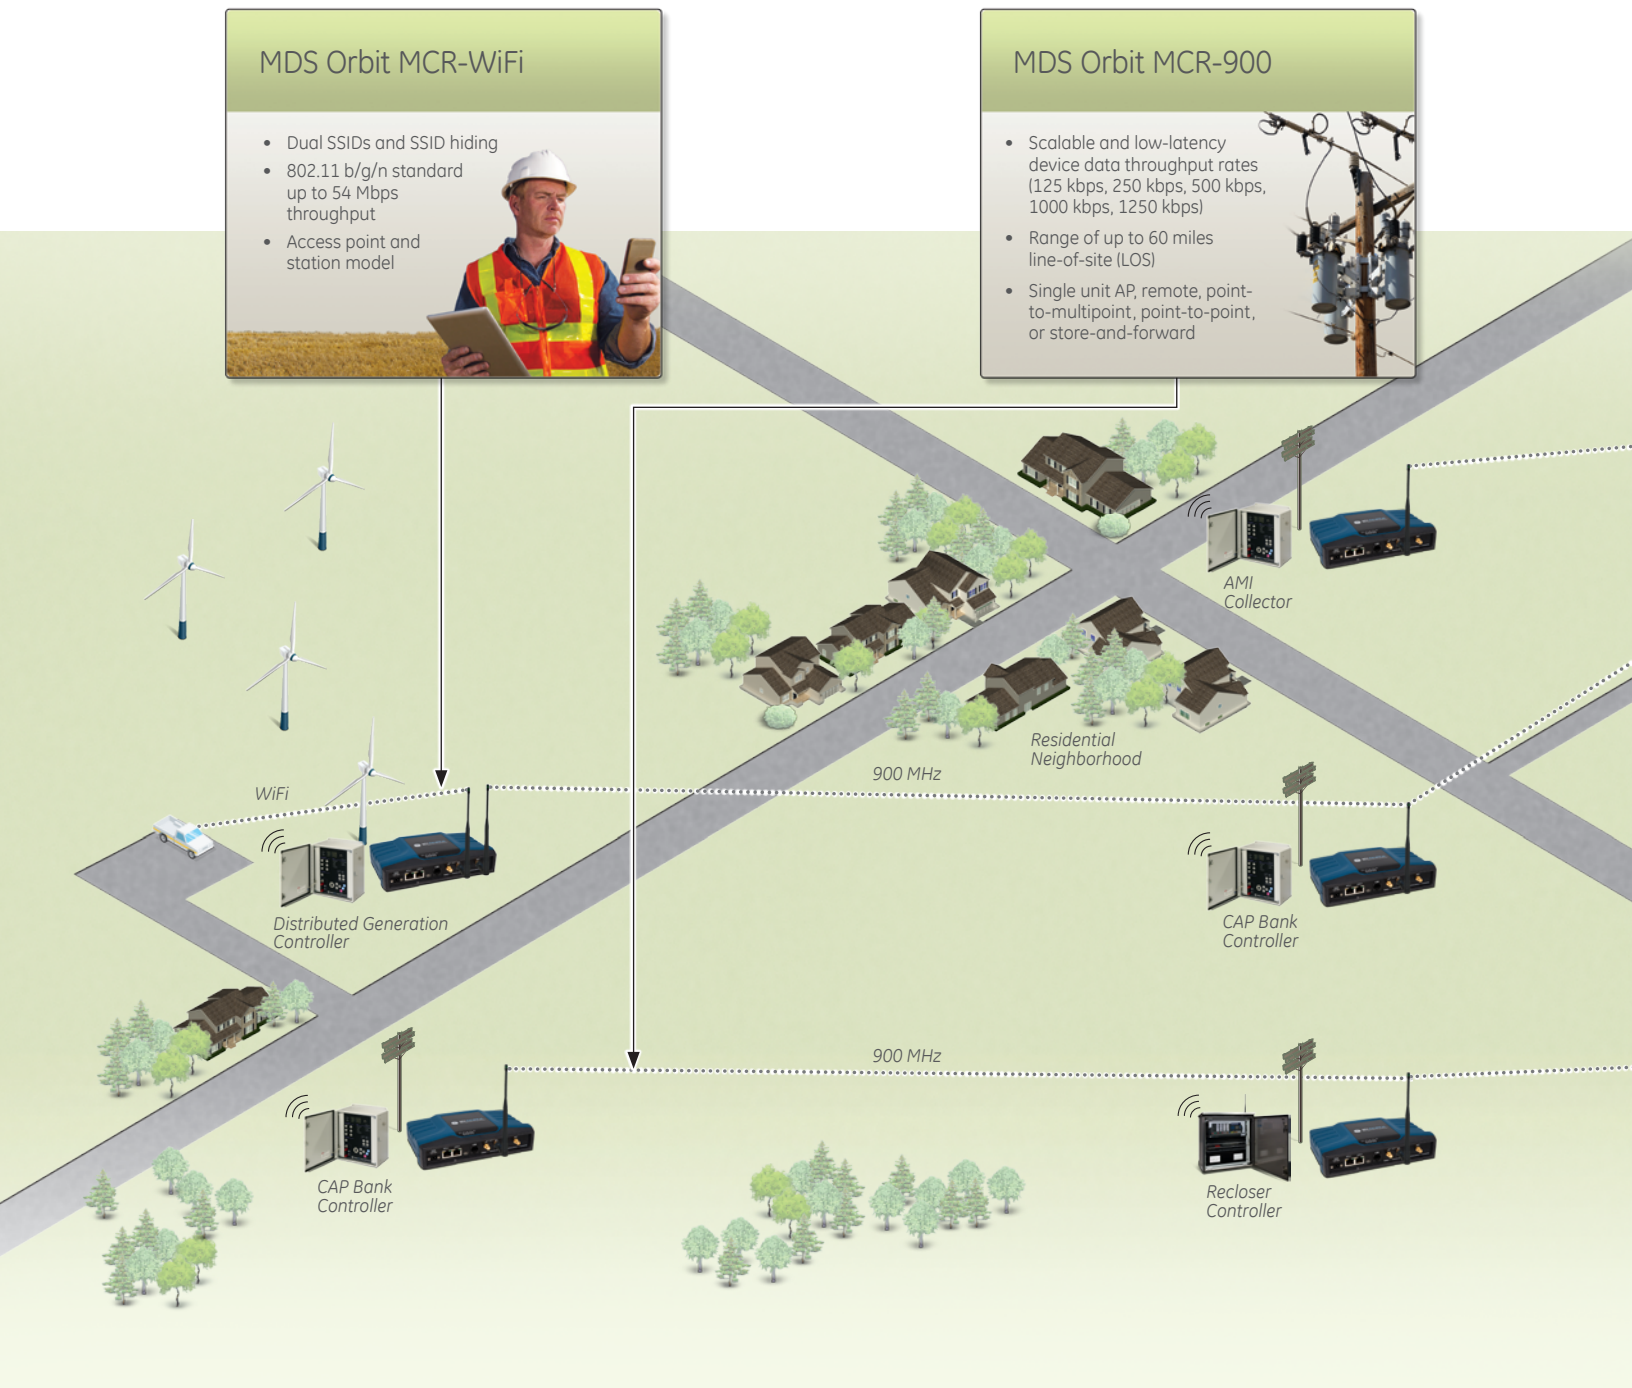 MDS Orbit MCR-WiFi
• Dual SSIDs and SSID hiding
• 802.11 b/g/n standard
up to 54 Mbps
throughput
• Access point and
station model
MDS Orbit MCR-900
• Scalable and low-latency
device data throughput rates
(125 kbps, 250 kbps, 500 kbps,
1000 kbps, 1250 kbps)
• Range of up to 60 miles
line-of-site (LOS)
• Single unit AP, remote, point-
to-multipoint, point-to-point,
or store-and-forward
AMI
Collector
Residential
Neighborhood
900 MHz
WiFi
Distributed Generation
Controller
CAP Bank
Controller
900 MHz
CAP Bank
Controller
Recloser
Controller